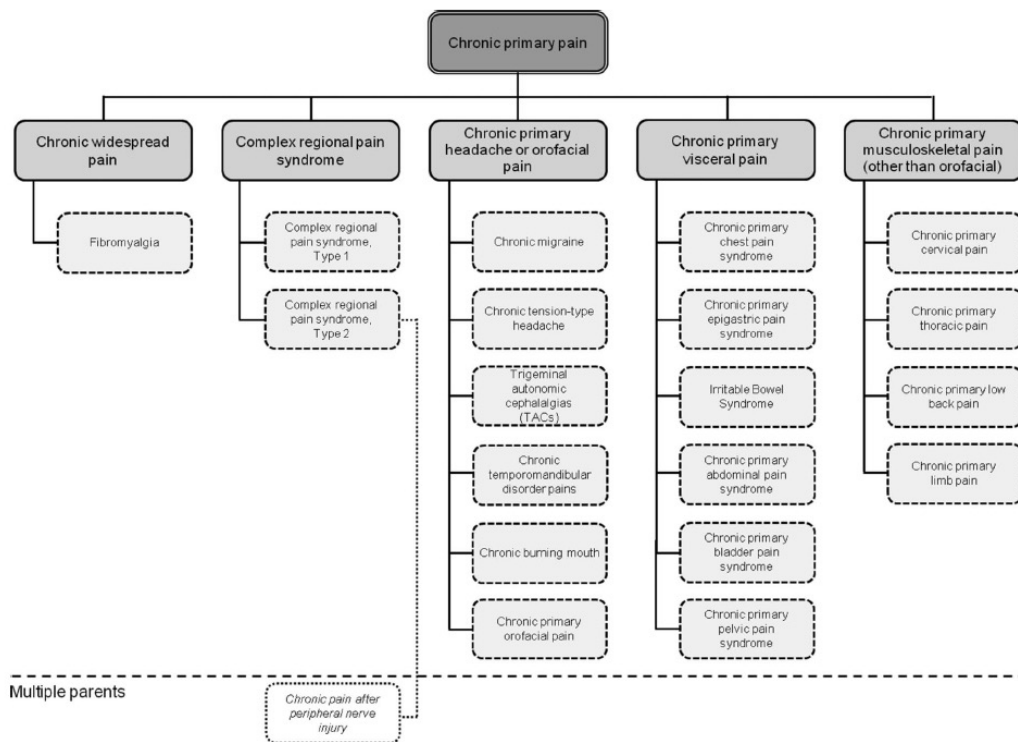 Chronic primary pain
Chronic widespread
pain
Fibromyalgia
Complex regional pain
syndrome
Complex regional
pain syndrome,
Type 1
Complex regional
pain syndrome,
Type 2
Chronic primary
headache or orofacial
pain
Chronic migraine
Chronic tension-type
headache
Trigeminal
autonomic
cephalalgias
(TACs)
Chronic
temporomandibular
disorder pains
Chronic burning mouth
Chronic primary
orofacial pain
Chronic primary
visceral pain
Chronic primary
chest pain
syndrome
Chronic primary
epigastric pain
syndrome
Irritable Bowel
Syndrome
Chronic primary
abdominal pain
syndrome
Chronic primary
bladder pain
syndrome
Chronic primary
pelvic pain
syndrome
Chronic primary
musculoskeletal pain
(other than orofacial)
Chronic primary
cervical pain
Chronic primary
thoracic pain
Chronic primary low
back pain
Chronic primary
limb pain
Multiple parents
Chronic pain after
peripheral nerve
injury